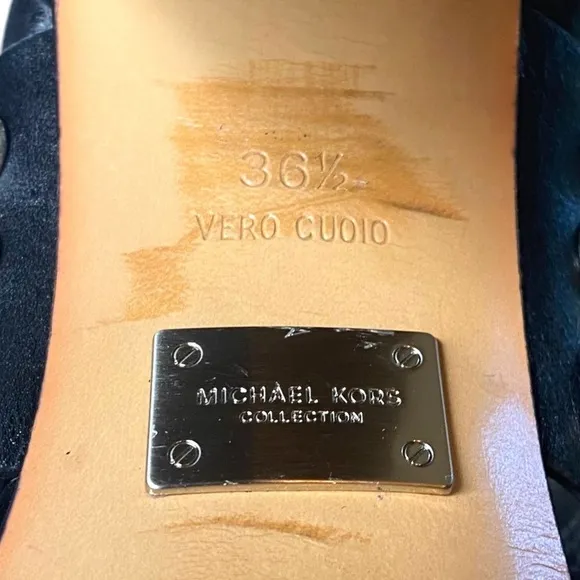 36½
VERO CUOIO
MICHAEL KORS
COLLECTION